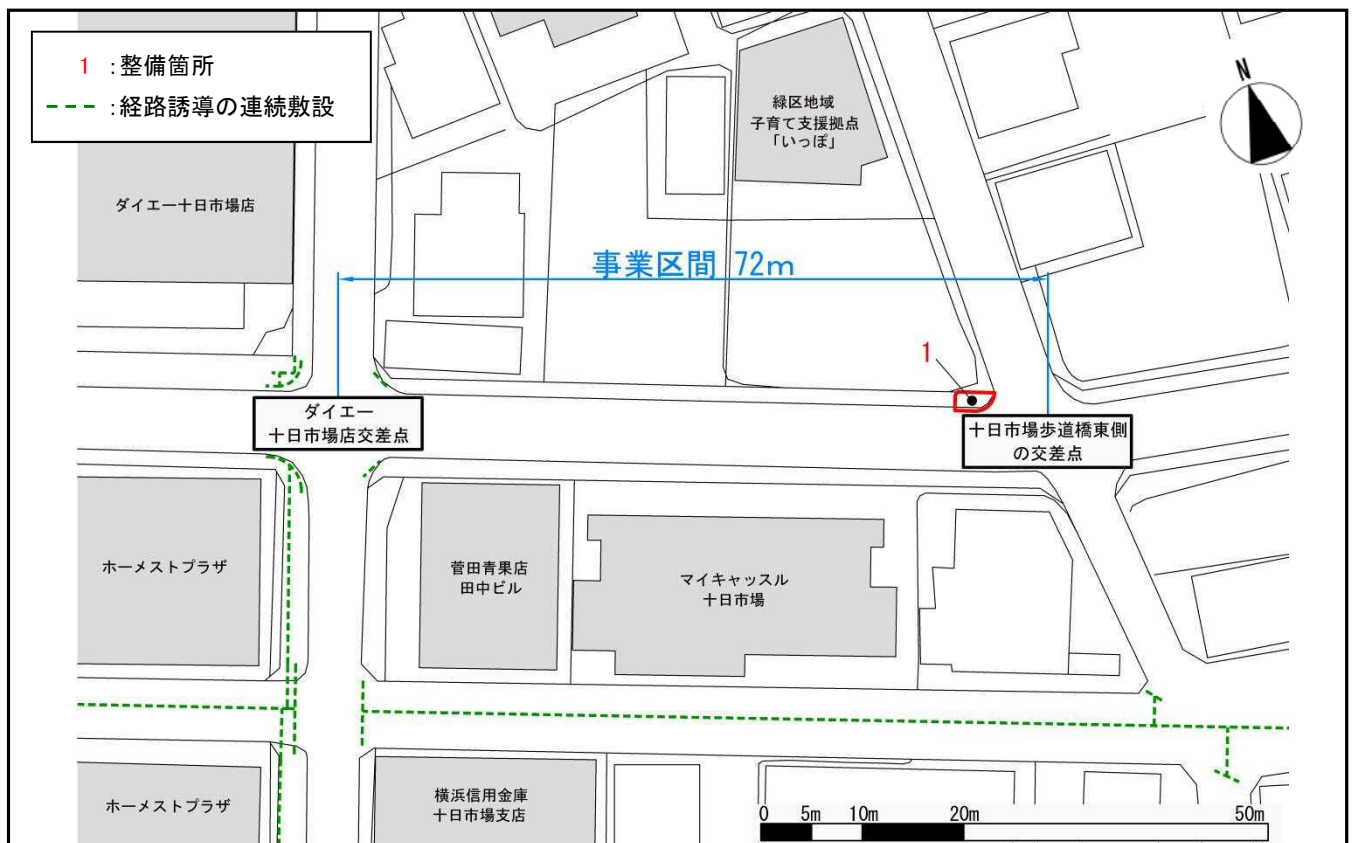 1 :整備箇所
--- :経路誘導の連続敷設
N
緑区地域
子育て支援拠点
「いっぽ」
ダイエー十日市場店
事業区間 72m
1
ダイエー
十日市場店交差点
十日市場歩道橋東側
の交差点
ホーメストプラザ
菅田青果店
田中ビル
マイキャッスル
十日市場
ホーメストプラザ
横浜信用金庫
十日市場支店
0 5m 10m 20m 50m